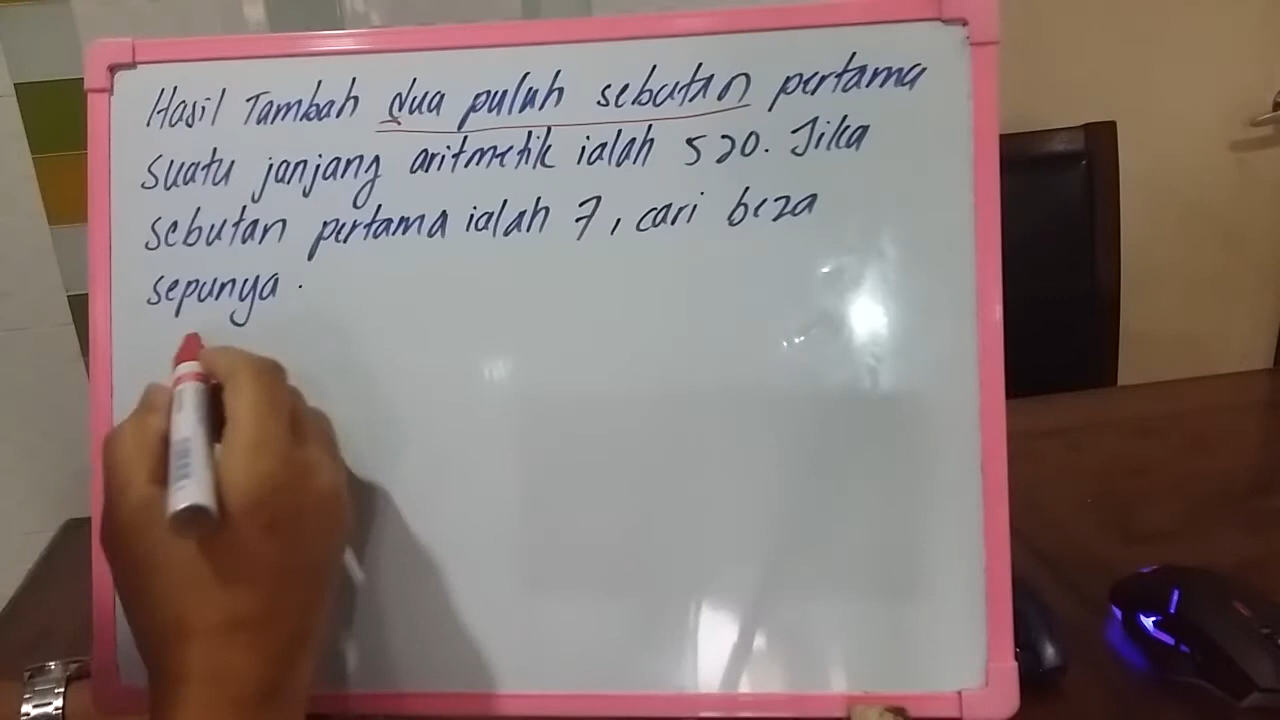 Hasil Tambah dua puluh sebutan pertama
suatu janjang aritmetik ialah 520. Jika
sebutan pertama ialah 7, cari beza
sepunya.